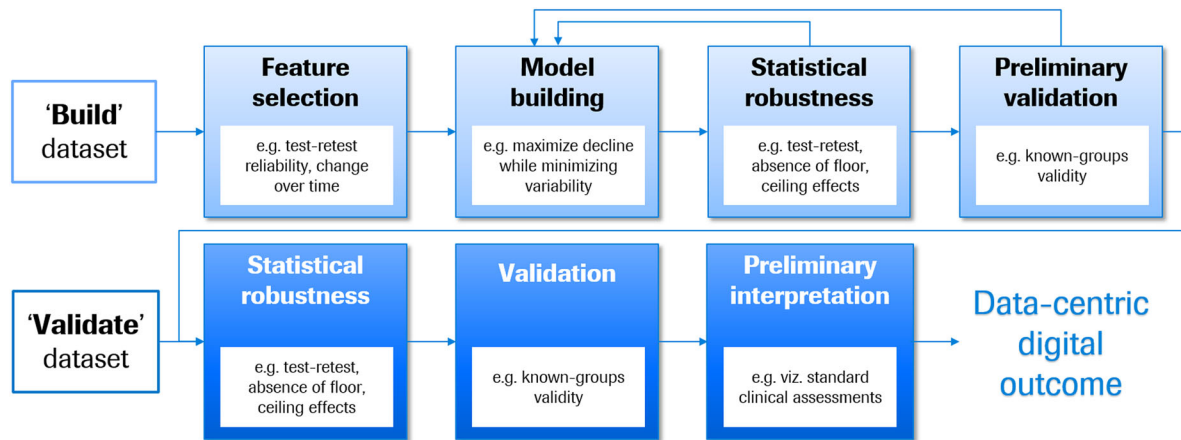 ‘Build’
dataset
Feature
selection
e.g. test-retest
reliability, change
over time
Model
building
e.g. maximize decline
while minimizing
variability
Statistical
robustness
e.g. test-retest,
absence of floor,
ceiling effects
Preliminary
validation
e.g. known-groups
validity
‘Validate’
dataset
Statistical
robustness
e.g. test-retest,
absence of floor,
ceiling effects
Validation
e.g. known-groups
validity
Preliminary
interpretation
e.g. viz. standard
clinical assessments
Data-centric
digital
outcome